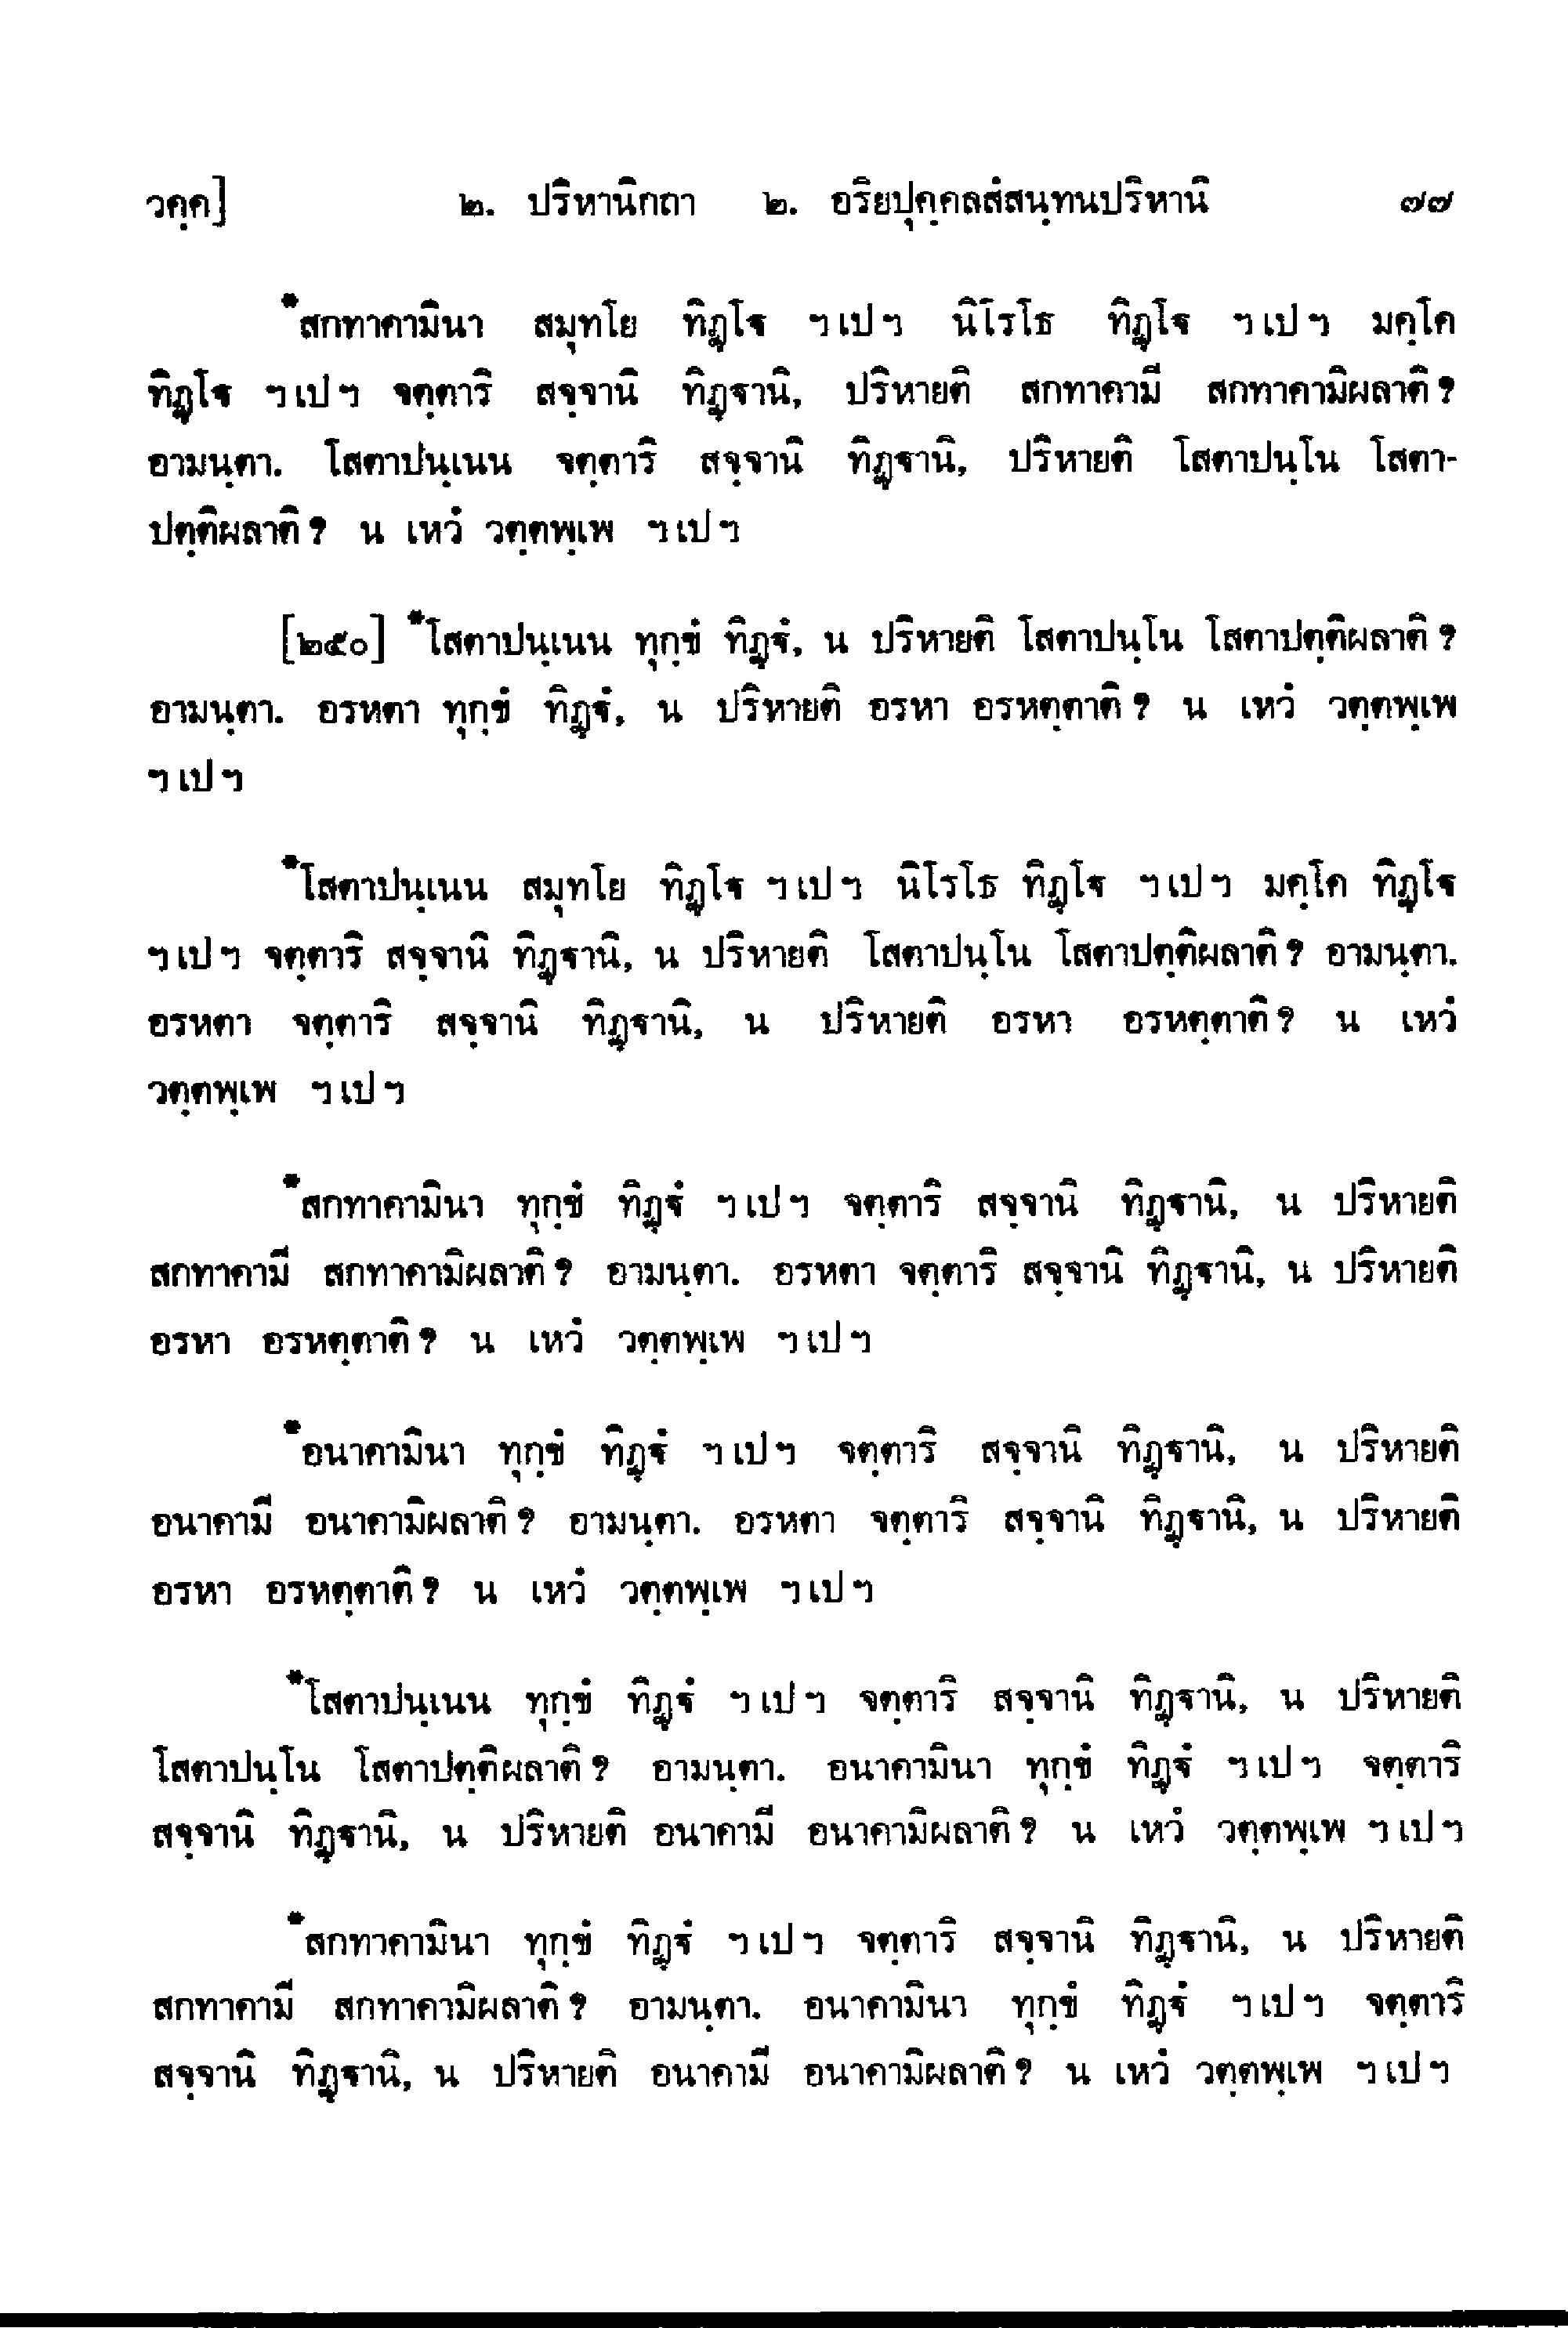 วคฺค] ๒. ปริหานิกถา ๒. อริยปุคฺคลสํสนฺทนปริหานิ ๗๗
*สกทาคามินา สมุทโย ทิฏฺโฐ ฯเปฯ นิโรโธ ทิฏฺโฐ ฯเปฯ มคฺโค
ทิฏฺโฐ ฯเปฯ จตฺตาริ สจฺจานิ ทิฏฺฐานิ, ปริหายติ สกทาคามี สกทาคามิผลาติ?
อามนฺตา. โสตาปนฺเนน จตฺตาริ สจฺจานิ ทิฏฺฐานิ, ปริหายติ โสตาปนฺโน โสตา-
ปตฺติผลาติ? น เหวํ วตฺตพฺเพ ฯเปฯ
[๒๕๐] *โสตาปนฺเนน ทุกฺขํ ทิฏฺฐํ, น ปริหายติ โสตาปนฺโน โสตาปตฺติผลาติ?
อามนฺตา. อรหตา ทุกฺขํ ทิฏฺฐํ, น ปริหายติ อรหา อรหตฺตาติ? น เหวํ วตฺตพฺเพ
ฯเปฯ
*โสตาปนฺเนน สมุทโย ทิฏฺโฐ ฯเปฯ นิโรโธ ทิฏฺโฐ ฯเปฯ มคฺโค ทิฏฺโฐ
ฯเปฯ จตฺตาริ สจฺจานิ ทิฏฺฐานิ, น ปริหายติ โสตาปนฺโน โสตาปตฺติผลาติ? อามนฺตา.
อรหตา จตฺตาริ สจฺจานิ ทิฏฺฐานิ, น ปริหายติ อรหา อรหตฺตาติ? น เหวํ
วตฺตพฺเพ ฯเปฯ
*สกทาคามินา ทุกฺขํ ทิฏฺฐํ ฯเปฯ จตฺตาริ สจฺจานิ ทิฏฺฐานิ, น ปริหายติ
สกทาคามี สกทาคามิผลาติ? อามนฺตา. อรหตา จตฺตาริ สจฺจานิ ทิฏฺฐานิ, น ปริหายติ
อรหา อรหตฺตาติ? น เหวํ วตฺตพฺเพ ฯเปฯ
*อนาคามินา ทุกฺขํ ทิฏฺฐํ ฯเปฯ จตฺตาริ สจฺจานิ ทิฏฺฐานิ, น ปริหายติ
อนาคามี อนาคามิผลาติ? อามนฺตา. อรหตา จตฺตาริ สจฺจานิ ทิฏฺฐานิ, น ปริหายติ
อรหา อรหตฺตาติ? น เหวํ วตฺตพฺเพ ฯเปฯ
*โสตาปนฺเนน ทุกฺขํ ทิฏฺฐํ ฯเปฯ จตฺตาริ สจฺจานิ ทิฏฺฐานิ, น ปริหายติ
โสตาปนฺโน โสตาปตฺติผลาติ? อามนฺตา. อนาคามินา ทุกฺขํ ทิฏฺฐํ ฯเปฯ จตฺตาริ
สจฺจานิ ทิฏฺฐานิ, น ปริหายติ อนาคามี อนาคามิผลาติ? น เหวํ วตฺตพฺเพ ฯเปฯ
*สกทาคามินา ทุกฺขํ ทิฏฺฐํ ฯเปฯ จตฺตาริ สจฺจานิ ทิฏฺฐานิ, น ปริหายติ
สกทาคามี สกทาคามิผลาติ? อามนฺตา. อนาคามินา ทุกฺขํ ทิฏฺฐํ ฯเปฯ จตฺตาริ
สจฺจานิ ทิฏฺฐานิ, น ปริหายติ อนาคามี อนาคามิผลาติ? น เหวํ วตฺตพฺเพ ฯเปฯ